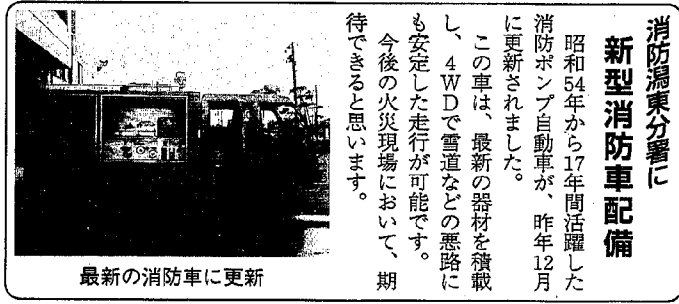 消防潟東分署に
新型消防車配備
昭和54年から17年間活躍した
消防ポンプ自動車が、昨年12月
に更新されました。
この車は、最新の器材を積載
し、4WDで雪道などの悪路に
も安定した走行が可能です。
今後の火災現場において、期
待できると思います。
最新の消防車に更新